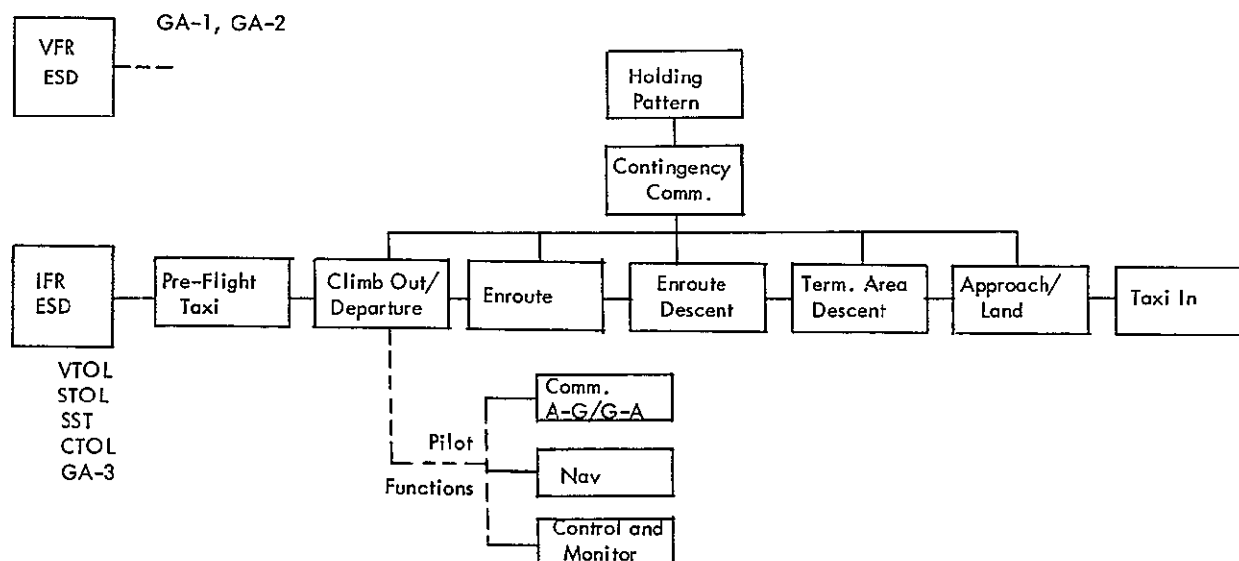 GA-1, GA-2
VFR
ESD
Holding
Pattern
Contingency
Comm.
IFR
ESD
Pre-Flight
Taxi
Climb Out/
Departure
Enroute
Enroute
Descent
Term. Area
Descent
Approach/
Land
Taxi In
VTOL
STOL
SST
CTOL
GA-3
Pilot
Functions
Comm.
A-G/G-A
Nav
Control and
Monitor